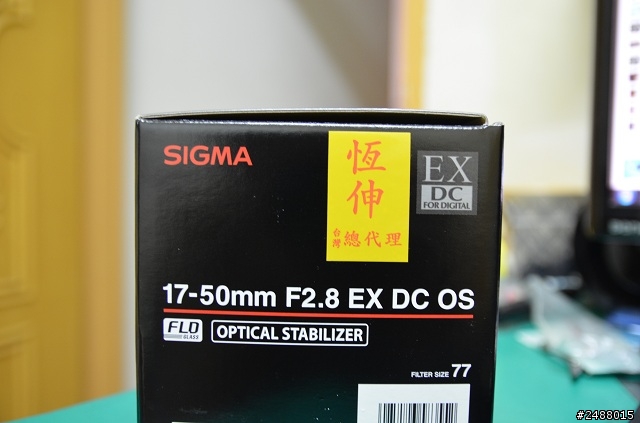 SIGMA
恆
伸
台灣 總代理
EX
DC
FOR DIGITAL
17-50mm F2.8 EX DC OS
FLD
GLASS
OPTICAL STABILIZER
FILTER SIZE 77
#2488015